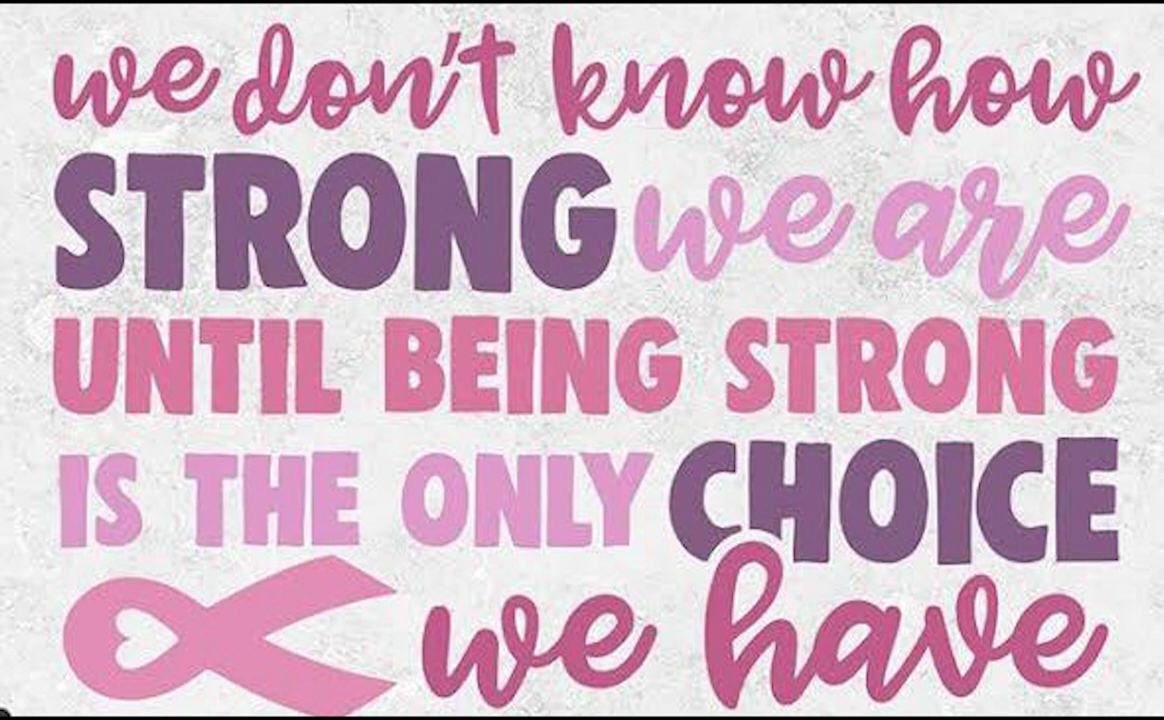 we don't know how
STRONG we are
UNTIL BEING STRONG
IS THE ONLY CHOICE
we have